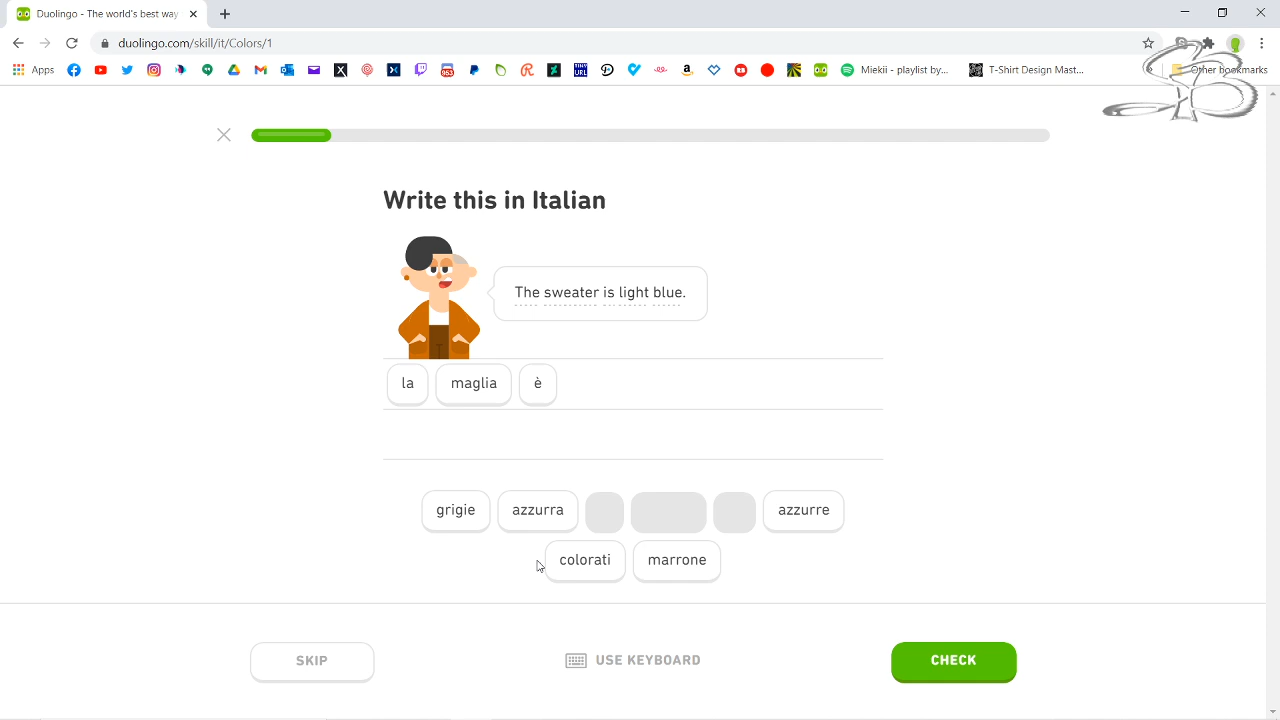 Duolingo - The world's best way
duolingo.com/skill/it/Colors/1
Apps
Miekii - playlist by...
T-Shirt Design Mast...
Other bookmarks
Write this in Italian
The sweater is light blue.
la maglia è
grigie azzurra azzurre
colorati marrone
SKIP
USE KEYBOARD
CHECK